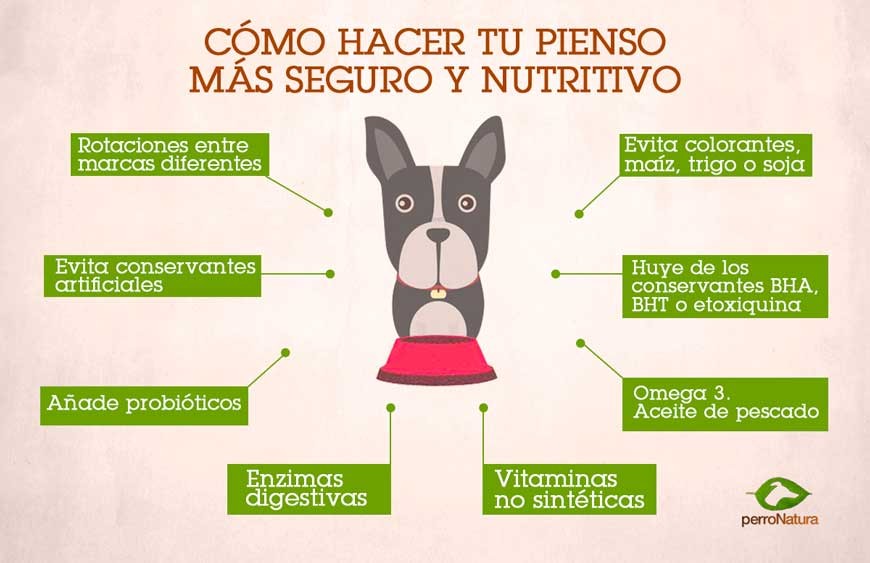 CÓMO HACER TU PIENSO
MÁS SEGURO Y NUTRITIVO
Rotaciones entre
marcas diferentes
Evita colorantes,
maíz, trigo o soja
Evita conservantes
artificiales
Huye de los
conservantes BHA,
BHT o etoxiquina
Añade probióticos
Omega 3.
Aceite de pescado
Enzimas
digestivas
Vitaminas
no sintéticas
perroNatura